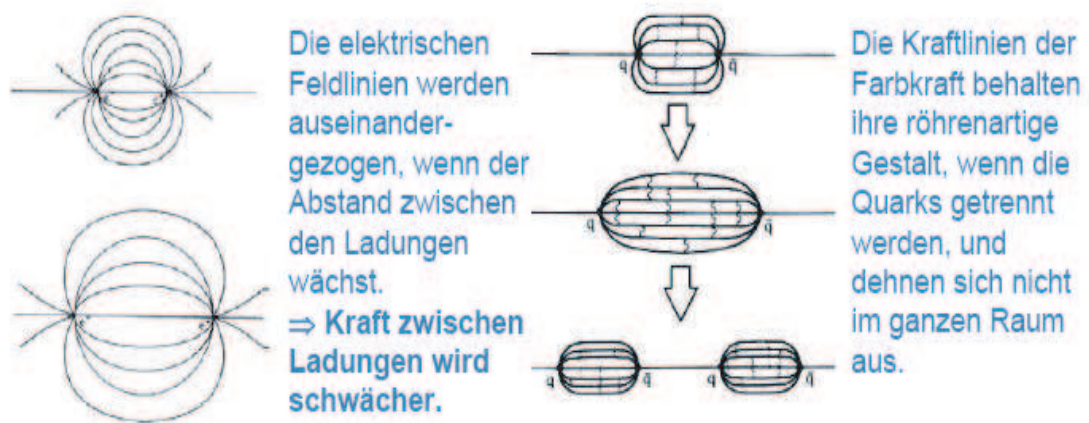 Die elektrischen
Feldlinien werden
auseinander-
gezogen, wenn der
Abstand zwischen
den Ladungen
wächst.
⇒ Kraft zwischen
Ladungen wird
schwächer.
q q̄
q̄ q̄
q q̄ q q̄
Die Kraftlinien der
Farbkraft behalten
ihre röhrenartige
Gestalt, wenn die
Quarks getrennt
werden, und
dehnen sich nicht
im ganzen Raum
aus.